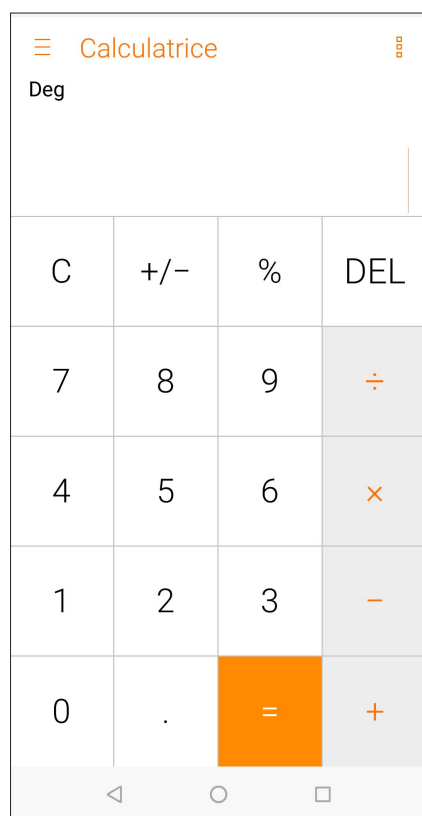 Calculatrice
Deg
C +/− % DEL
7 8 9 ÷
4 5 6 ×
1 2 3 −
0 . = +